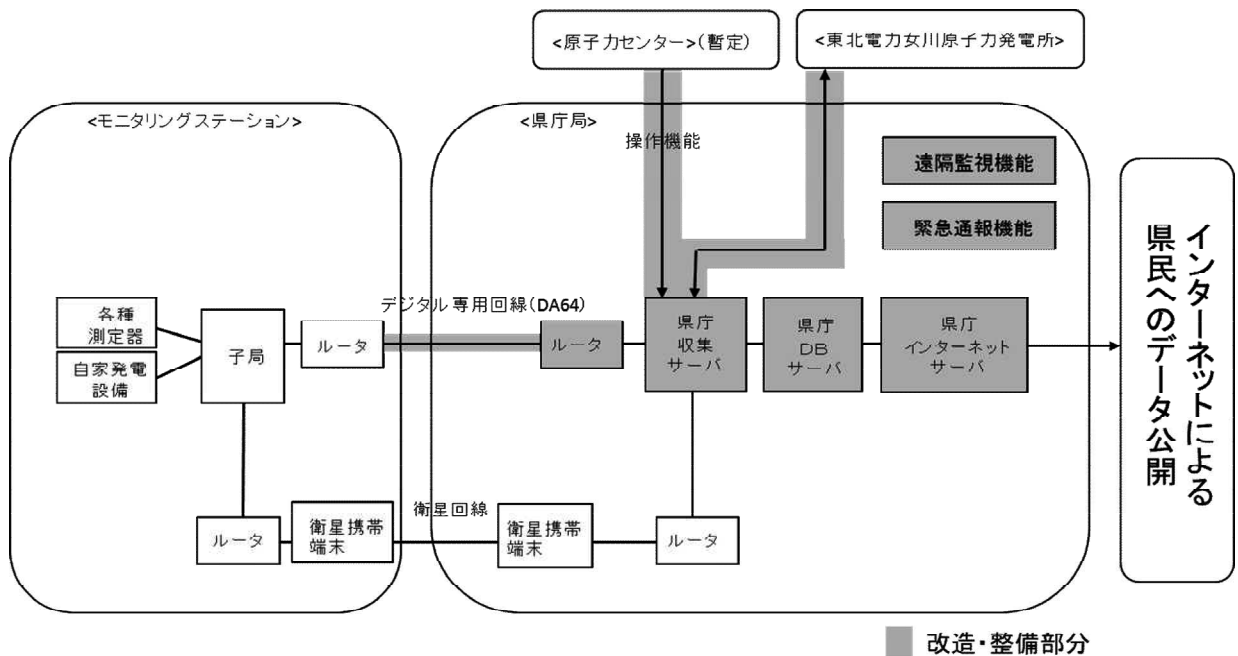 <原子力センター>(暫定)
<東北電力女川原子力発電所>
<モニタリングステーション>
<県庁局>
操作機能
遠隔監視機能
緊急通報機能
インターネットによる
県民へのデータ公開
デジタル専用回線(DA64)
各種
測定器
自家発電
設備
子局
ルータ
ルータ
県庁
収集
サーバ
県庁
DB
サーバ
県庁
インターネット
サーバ
衛星回線
ルータ
衛星携帯
端末
衛星携帯
端末
ルータ
改造・整備部分